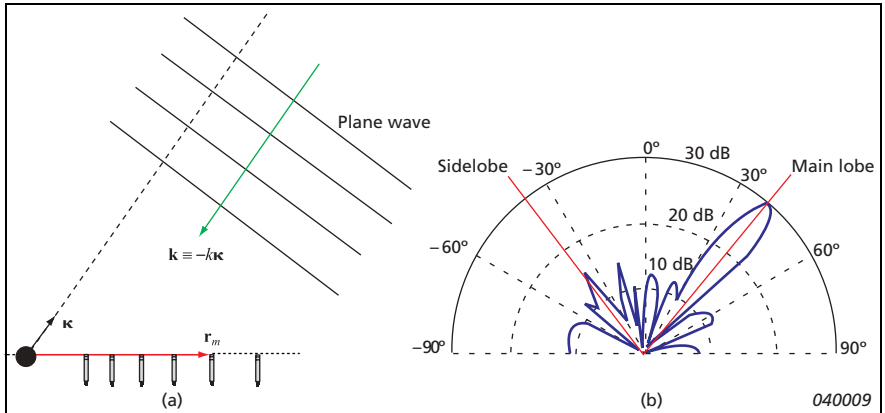 Plane wave
k ≡ –kκ
κ
r_m
(a)
Sidelobe
Main lobe
0°
30 dB
–30°
30°
20 dB
–60°
60°
10 dB
–90°
90°
(b)
040009